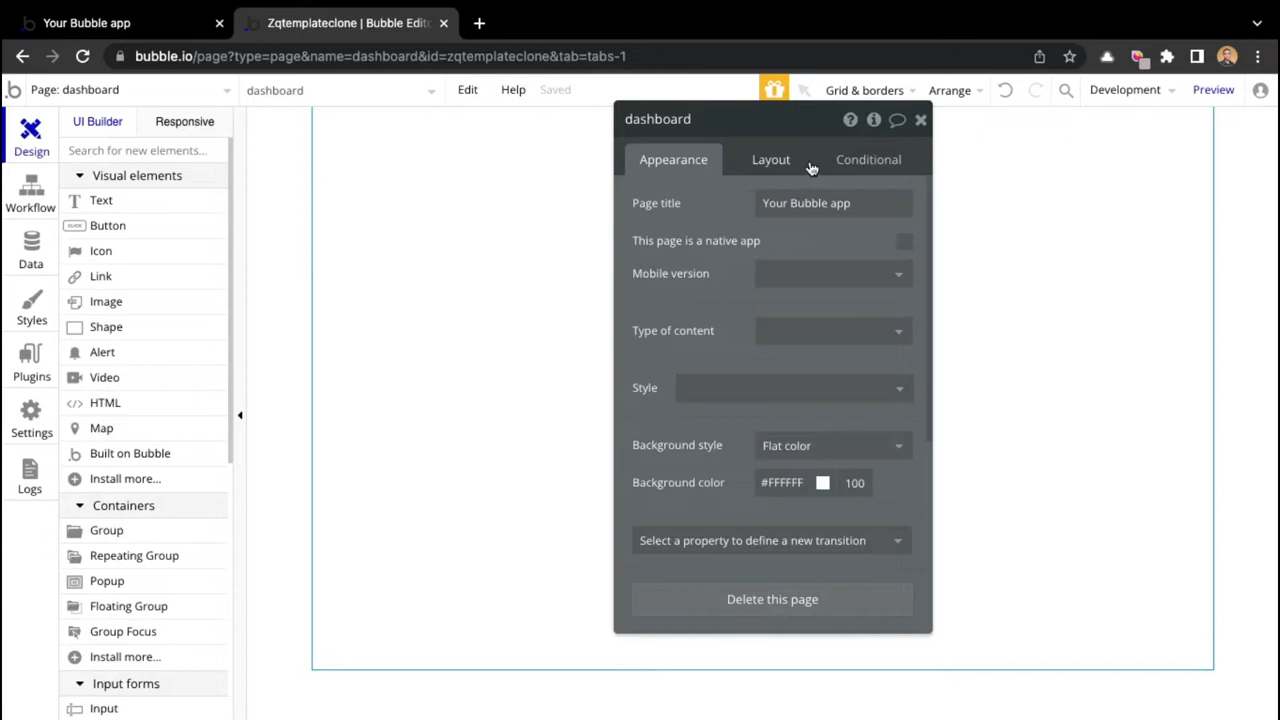 Your Bubble app
Zqtemplateclone | Bubble Edit
bubble.io/page?type=page&name=dashboard&id=zqtemplateclone&tab=tabs-1
Page: dashboard
dashboard
Edit
Help
Saved
Grid & borders
Arrange
Development
Preview
Design
Workflow
Data
Styles
Plugins
Settings
Logs
UI Builder
Responsive
Search for new elements...
Visual elements
Text
CLICK Button
Icon
Link
Image
Shape
Alert
Video
</> HTML
Map
Built on Bubble
Install more...
Containers
Group
Repeating Group
Popup
Floating Group
Group Focus
Install more...
Input forms
Input
dashboard
Appearance
Layout
Conditional
Page title
Your Bubble app
This page is a native app
Mobile version
Type of content
Style
Background style
Flat color
Background color
#FFFFFF
100
Select a property to define a new transition
Delete this page